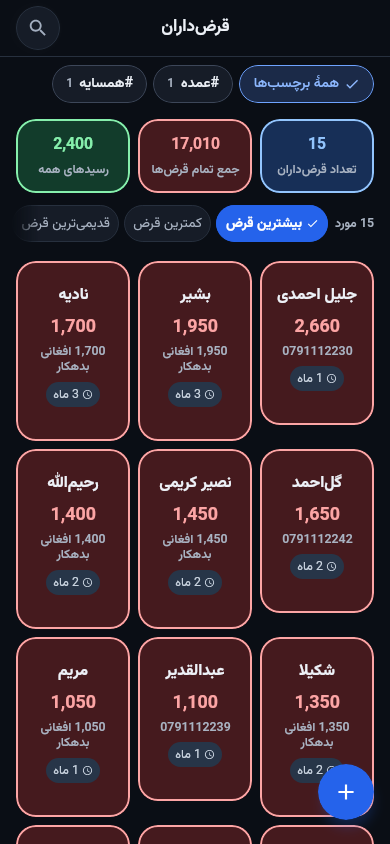 قرض‌داران
همهٔ برچسب‌ها
#عمده 1
#همسایه 1
15
تعداد قرض‌داران
17,010
جمع تمام قرض‌ها
2,400
رسیدهای همه
15 مورد
بیشترین قرض
کمترین قرض
قدیمی‌ترین قرض
جلیل احمدی
2,660
0791112230
1 ماه
بشیر
1,950
1,950 افغانی
بدهکار
3 ماه
نادیه
1,700
1,700 افغانی
بدهکار
3 ماه
گل‌احمد
1,650
0791112242
2 ماه
نصیر کریمی
1,450
1,450 افغانی
بدهکار
2 ماه
رحیم‌الله
1,400
1,400 افغانی
بدهکار
2 ماه
شکیلا
1,350
1,350 افغانی
بدهکار
2 ماه
عبدالقدیر
1,100
0791112239
1 ماه
مریم
1,050
1,050 افغانی
بدهکار
1 ماه